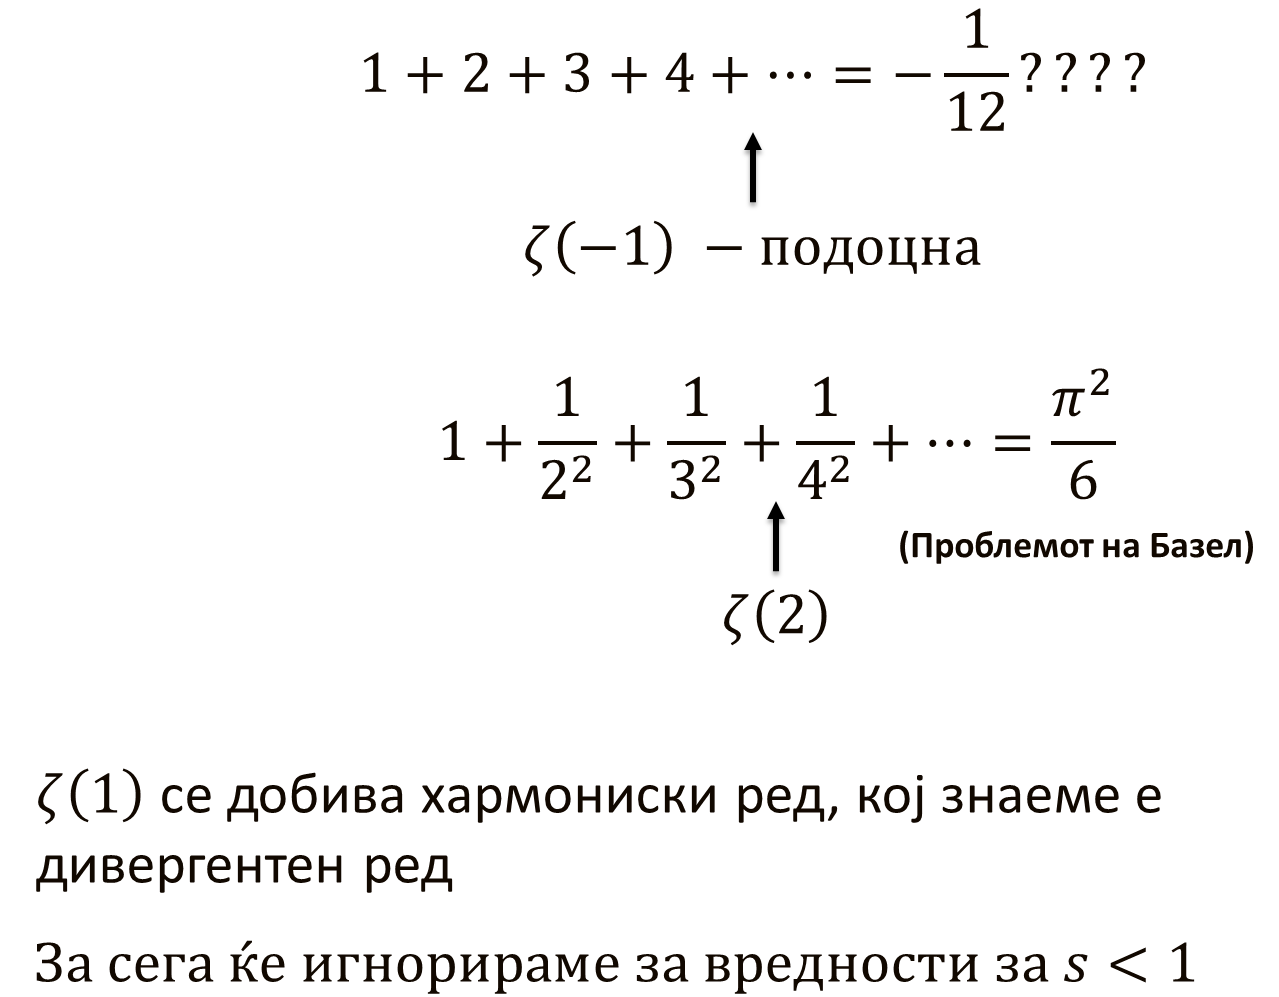 1 + 2 + 3 + 4 + ⋯ = −1/12 ????
ζ(−1) − подоцна
1 + 1/2² + 1/3² + 1/4² + ⋯ = π²/6
(Проблемот на Базел)
ζ(2)
ζ(1) се добива хармониски ред, кој знаеме е
дивергентен ред
За сега ќе игнорираме за вредности за s < 1